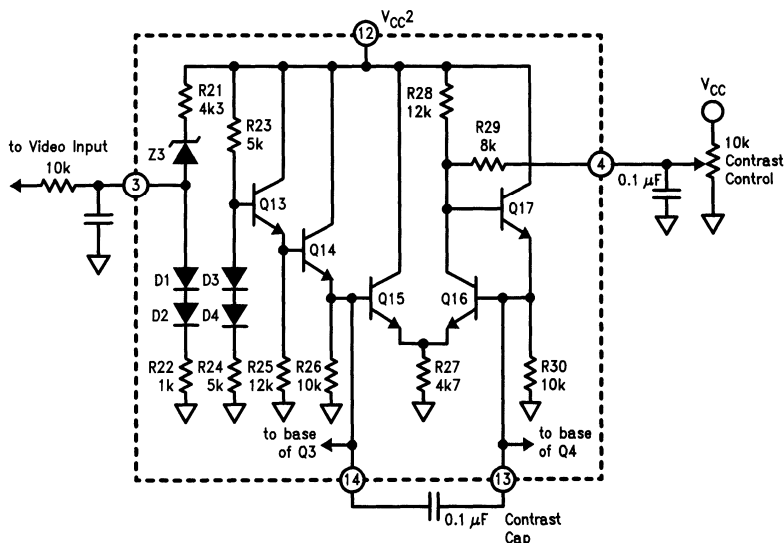 VCC2
12
R21
4k3
R23
5k
R28
12k
R29
8k
VCC
to Video Input
10k
Z3
3
4
0.1 µF
10k
Contrast
Control
Q13
Q14
Q17
D1
D3
D2
D4
Q15
Q16
R22
1k
R24
5k
R25
12k
R26
10k
R27
4k7
R30
10k
to base
of Q3
to base
of Q4
14
13
0.1 µF
Contrast
Cap